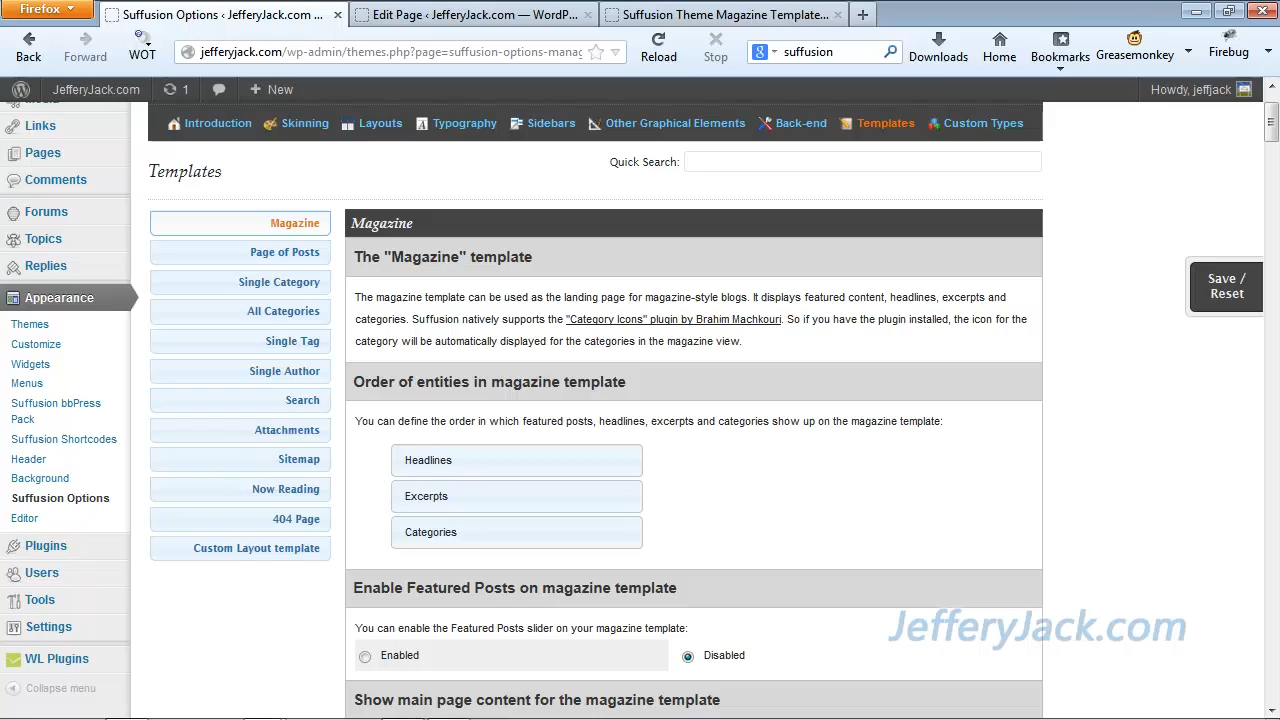 Firefox
Suffusion Options ‹ JefferyJack.com ...
Edit Page ‹ JefferyJack.com — WordP...
Suffusion Theme Magazine Template...
Back
Forward
WOT
jefferyjack.com/wp-admin/themes.php?page=suffusion-options-manag
Reload
Stop
suffusion
Downloads
Home
Bookmarks
Greasemonkey
Firebug
JefferyJack.com
1
New
Howdy, jeffjack
Introduction
Skinning
Layouts
Typography
Sidebars
Other Graphical Elements
Back-end
Templates
Custom Types
Media
Links
Pages
Comments
Forums
Topics
Replies
Appearance
Themes
Customize
Widgets
Menus
Suffusion bbPress
Pack
Suffusion Shortcodes
Header
Background
Suffusion Options
Editor
Plugins
Users
Tools
Settings
WL Plugins
Collapse menu
Templates
Quick Search:
Magazine
Page of Posts
Single Category
All Categories
Single Tag
Single Author
Search
Attachments
Sitemap
Now Reading
404 Page
Custom Layout template
Magazine
The "Magazine" template
The magazine template can be used as the landing page for magazine-style blogs. It displays featured content, headlines, excerpts and
categories. Suffusion natively supports the "Category Icons" plugin by Brahim Machkouri. So if you have the plugin installed, the icon for the
category will be automatically displayed for the categories in the magazine view.
Order of entities in magazine template
You can define the order in which featured posts, headlines, excerpts and categories show up on the magazine template:
Headlines
Excerpts
Categories
Enable Featured Posts on magazine template
You can enable the Featured Posts slider on your magazine template:
Enabled
Disabled
Show main page content for the magazine template
Save /
Reset
JefferyJack.com